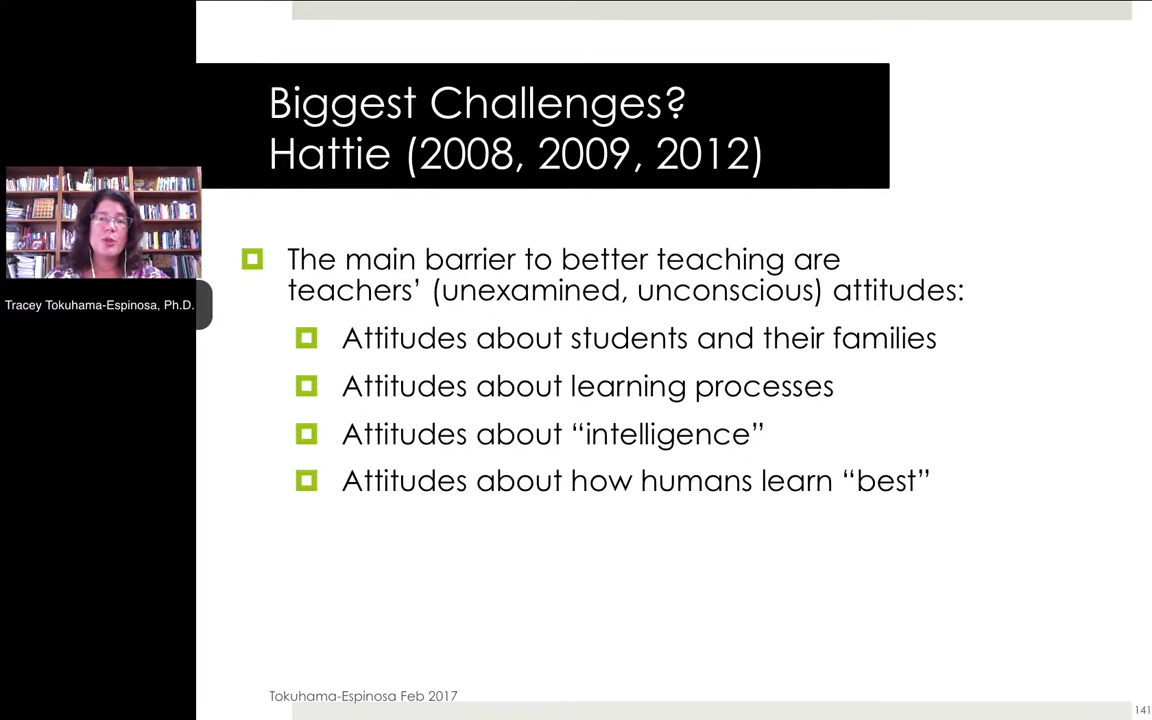 Biggest Challenges?
Hattie (2008, 2009, 2012)
Tracey Tokuhama-Espinosa, Ph.D.
The main barrier to better teaching are
teachers’ (unexamined, unconscious) attitudes:
Attitudes about students and their families
Attitudes about learning processes
Attitudes about “intelligence”
Attitudes about how humans learn “best”
Tokuhama-Espinosa Feb 2017
141